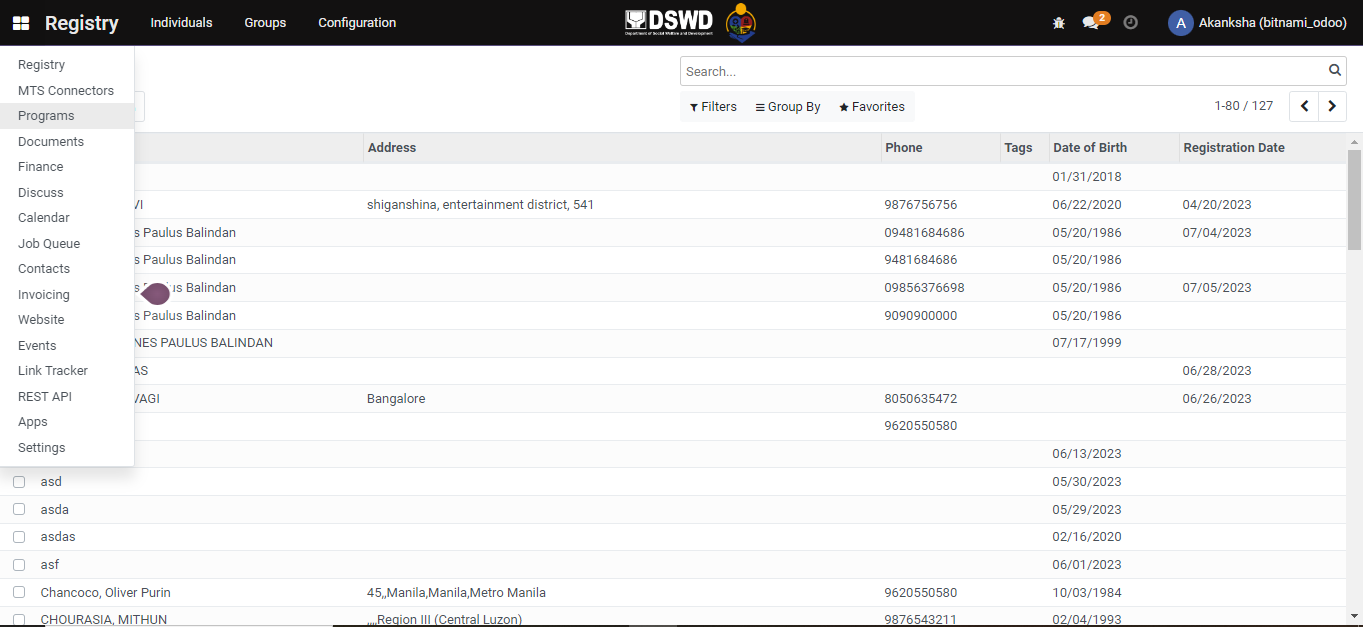 Registry Individuals Groups Configuration DSWD 2 A Akanksha (bitnami_odoo)
Department of Social Welfare and Development
Registry
MTS Connectors
Programs
Documents
Finance
Discuss
Calendar
Job Queue
Contacts
Invoicing
Website
Events
Link Tracker
REST API
Apps
Settings
Search...
Filters Group By Favorites 1-80 / 127
Address Phone Tags Date of Birth Registration Date
01/31/2018
VI shiganshina, entertainment district, 541 9876756756 06/22/2020 04/20/2023
s Paulus Balindan 09481684686 05/20/1986 07/04/2023
s Paulus Balindan 9481684686 05/20/1986
s Paulus Balindan 09856376698 05/20/1986 07/05/2023
s Paulus Balindan 9090900000 05/20/1986
NES PAULUS BALINDAN 07/17/1999
AS 06/28/2023
VAGI Bangalore 8050635472 06/26/2023
9620550580
06/13/2023
asd 05/30/2023
asda 05/29/2023
asdas 02/16/2020
asf 06/01/2023
Chancoco, Oliver Purin 45,,Manila,Manila,Metro Manila 9620550580 10/03/1984
CHOURASIA, MITHUN ,,,,Region III (Central Luzon) 9876543211 02/04/1993